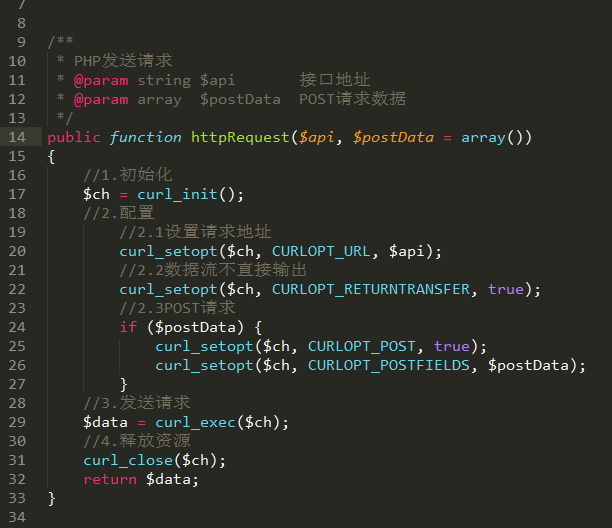 7
8
9 /**
10 * PHP发送请求
11 * @param string $api 接口地址
12 * @param array $postData POST请求数据
13 */
14 public function httpRequest($api, $postData = array())
15 {
16 //1.初始化
17 $ch = curl_init();
18 //2.配置
19 //2.1设置请求地址
20 curl_setopt($ch, CURLOPT_URL, $api);
21 //2.2数据流不直接输出
22 curl_setopt($ch, CURLOPT_RETURNTRANSFER, true);
23 //2.3POST请求
24 if ($postData) {
25 curl_setopt($ch, CURLOPT_POST, true);
26 curl_setopt($ch, CURLOPT_POSTFIELDS, $postData);
27 }
28 //3.发送请求
29 $data = curl_exec($ch);
30 //4.释放资源
31 curl_close($ch);
32 return $data;
33 }
34